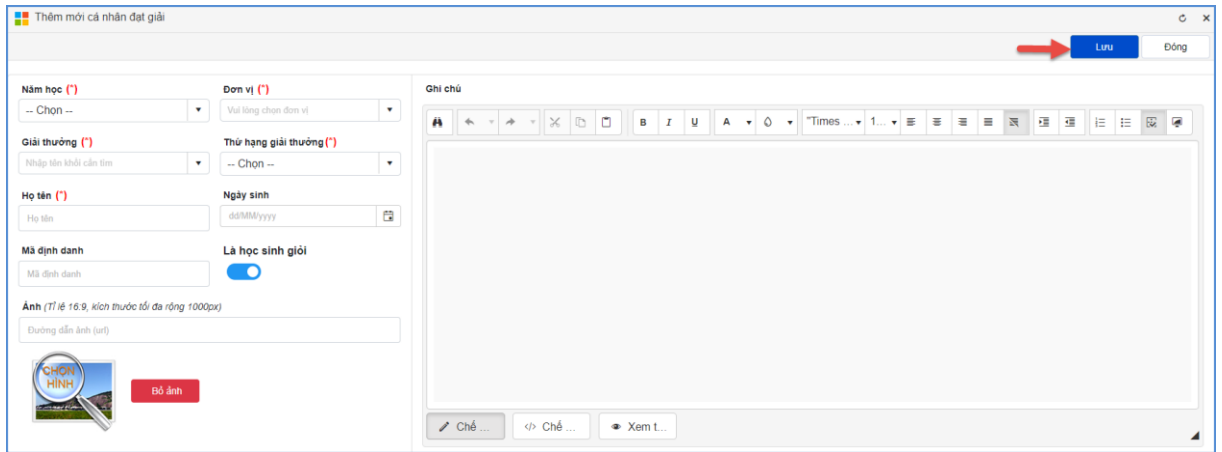 Thêm mới cá nhân đạt giải
Lưu Đóng
Năm học (*) Đơn vị (*)
-- Chọn -- Vui lòng chọn đơn vị
Giải thưởng (*) Thứ hạng giải thưởng(*)
Nhập tên khối cần tìm -- Chọn --
Họ tên (*) Ngày sinh
Họ tên dd/MM/yyyy
Mã định danh Là học sinh giỏi
Mã định danh
Ảnh (Tỉ lệ 16:9, kích thước tối đa rộng 1000px)
Đường dẫn ảnh (url)
CHỌN
HÌNH
Bỏ ảnh
Ghi chú
B I U A "Times ... 1...
Chế ... </> Chế ... Xem t...